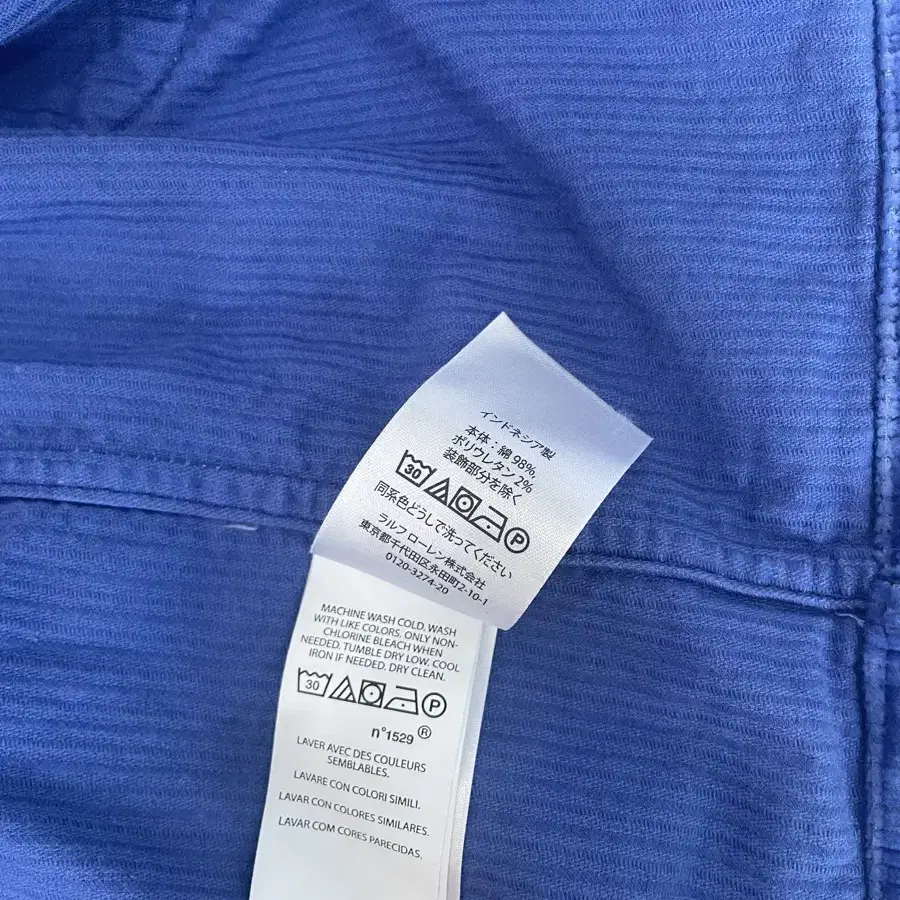 インドネシア製
本体：綿 98%,
ポリウレタン 2%
装飾部分を除く
30 P
同系色どうしで洗ってください
ラルフ ローレン株式会社
東京都千代田区永田町2-10-1
0120-3274-20
MACHINE WASH COLD, WASH
WITH LIKE COLORS, ONLY NON-
CHLORINE BLEACH WHEN
NEEDED, TUMBLE DRY LOW. COOL
IRON IF NEEDED, DRY CLEAN.
30 P
n°1529 ®
LAVER AVEC DES COULEURS
SEMBLABLES.
LAVARE CON COLORI SIMILI.
LAVAR CON COLORES SIMILARES.
LAVAR COM CORES PARECIDAS.